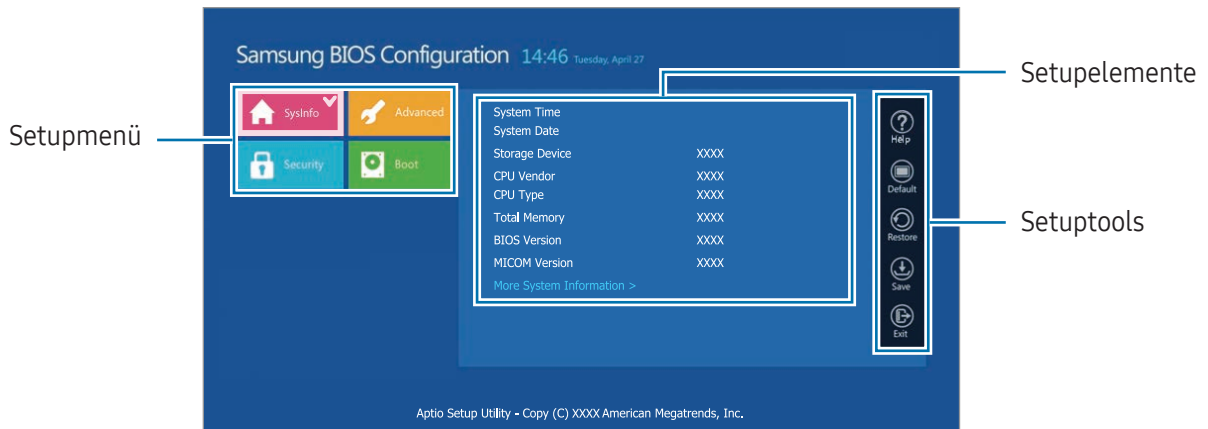 Samsung BIOS Configuration 14:46 Tuesday, April 27
Setupelemente
Setupmenü
SysInfo
Advanced
Security
Boot
System Time
System Date
Storage Device XXXX
CPU Vendor XXXX
CPU Type XXXX
Total Memory XXXX
BIOS Version XXXX
MICOM Version XXXX
More System Information >
Help
Default
Restore
Save
Exit
Setuptools
Aptio Setup Utility - Copy (C) XXXX American Megatrends, Inc.